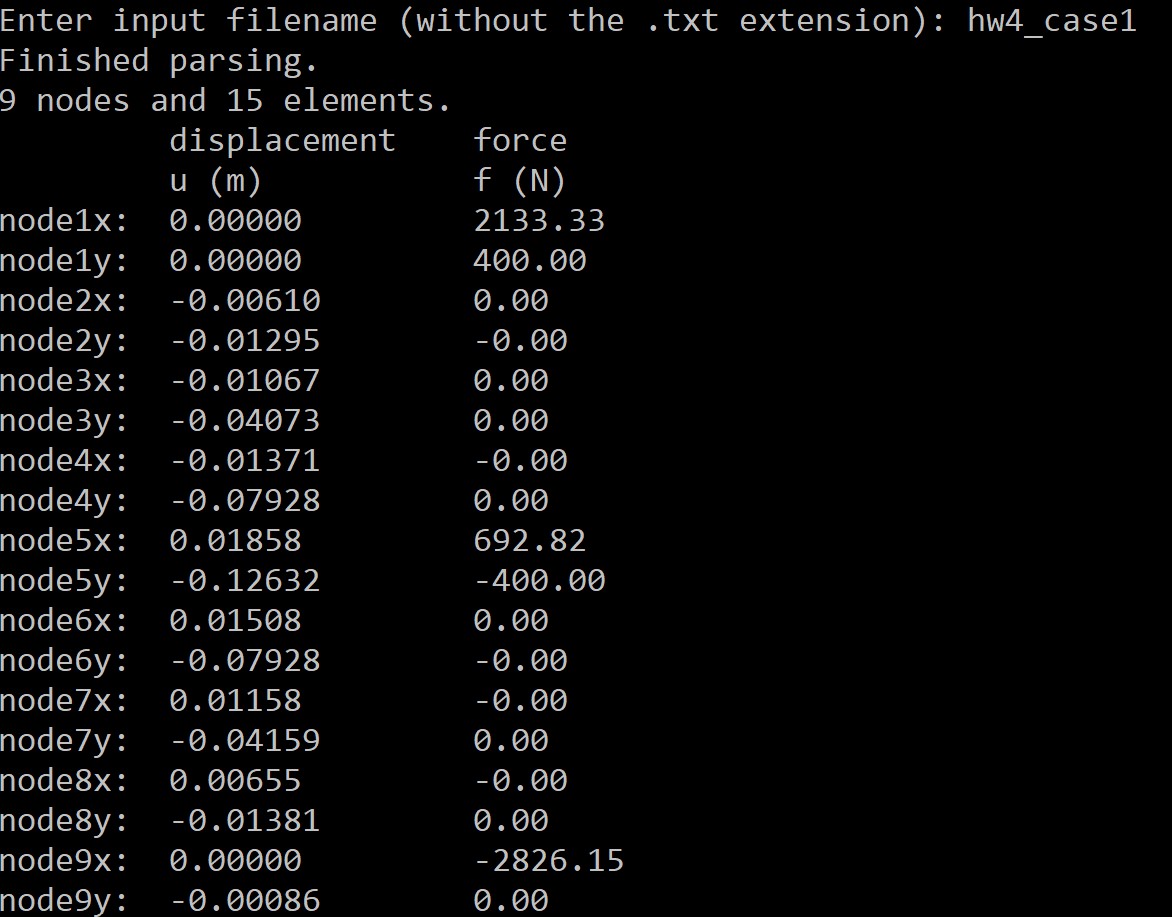 Enter input filename (without the .txt extension): hw4_case1
Finished parsing.
9 nodes and 15 elements.
displacement force
u (m) f (N)
node1x: 0.00000 2133.33
node1y: 0.00000 400.00
node2x: -0.00610 0.00
node2y: -0.01295 -0.00
node3x: -0.01067 0.00
node3y: -0.04073 0.00
node4x: -0.01371 -0.00
node4y: -0.07928 0.00
node5x: 0.01858 692.82
node5y: -0.12632 -400.00
node6x: 0.01508 0.00
node6y: -0.07928 -0.00
node7x: 0.01158 -0.00
node7y: -0.04159 0.00
node8x: 0.00655 -0.00
node8y: -0.01381 0.00
node9x: 0.00000 -2826.15
node9y: -0.00086 0.00